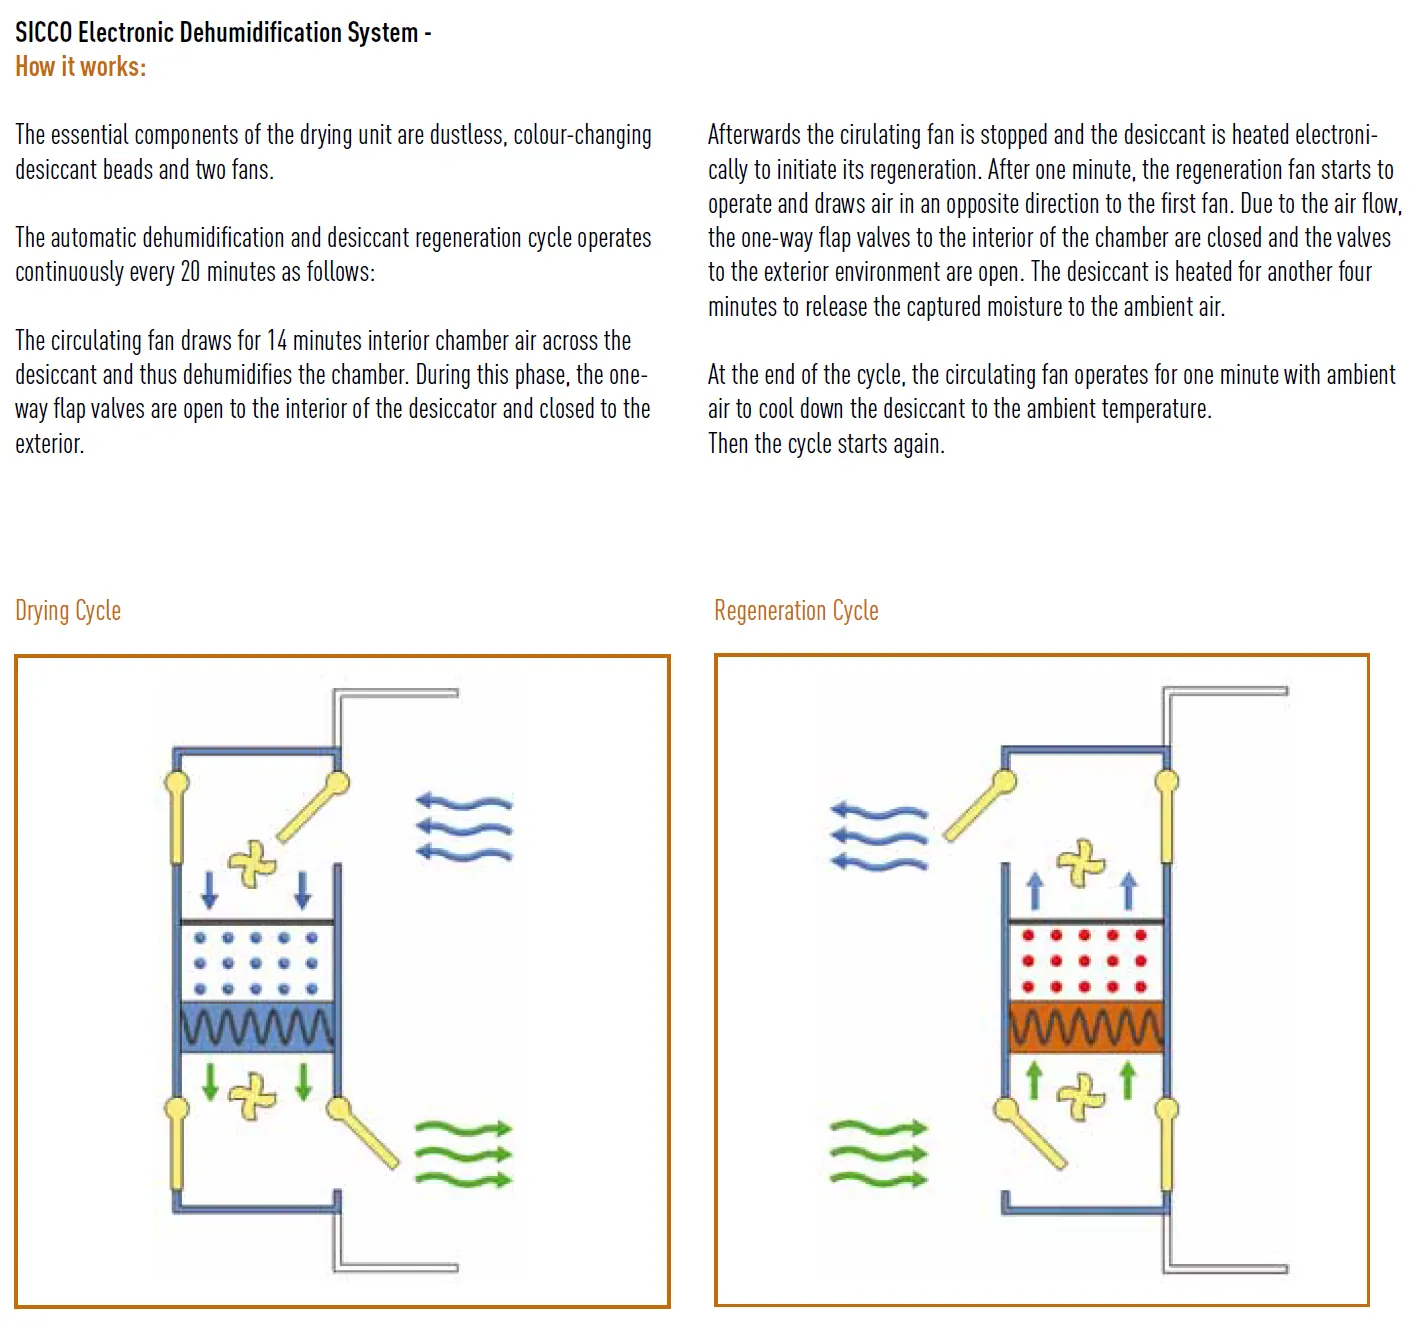 SICCO Electronic Dehumidification System -
How it works:
The essential components of the drying unit are dustless, colour-changing
desiccant beads and two fans.
The automatic dehumidification and desiccant regeneration cycle operates
continuously every 20 minutes as follows:
The circulating fan draws for 14 minutes interior chamber air across the
desiccant and thus dehumidifies the chamber. During this phase, the one-
way flap valves are open to the interior of the desiccator and closed to the
exterior.
Afterwards the cirulating fan is stopped and the desiccant is heated electroni-
cally to initiate its regeneration. After one minute, the regeneration fan starts to
operate and draws air in an opposite direction to the first fan. Due to the air flow,
the one-way flap valves to the interior of the chamber are closed and the valves
to the exterior environment are open. The desiccant is heated for another four
minutes to release the captured moisture to the ambient air.
At the end of the cycle, the circulating fan operates for one minute with ambient
air to cool down the desiccant to the ambient temperature.
Then the cycle starts again.
Drying Cycle
Regeneration Cycle